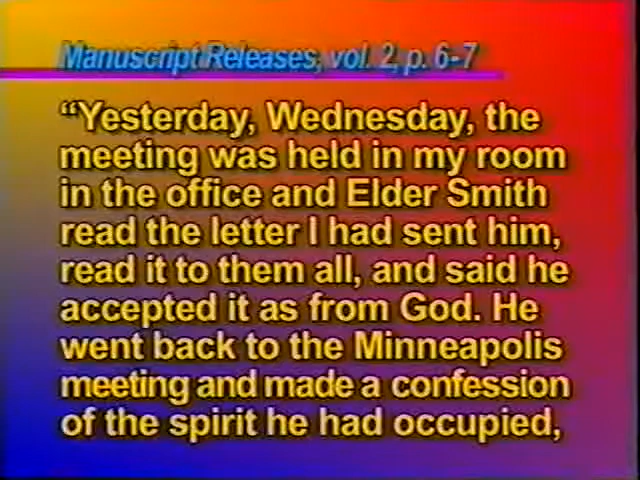 Manuscript Releases, vol. 2, p. 6-7
“Yesterday, Wednesday, the
meeting was held in my room
in the office and Elder Smith
read the letter I had sent him,
read it to them all, and said he
accepted it as from God. He
went back to the Minneapolis
meeting and made a confession
of the spirit he had occupied,